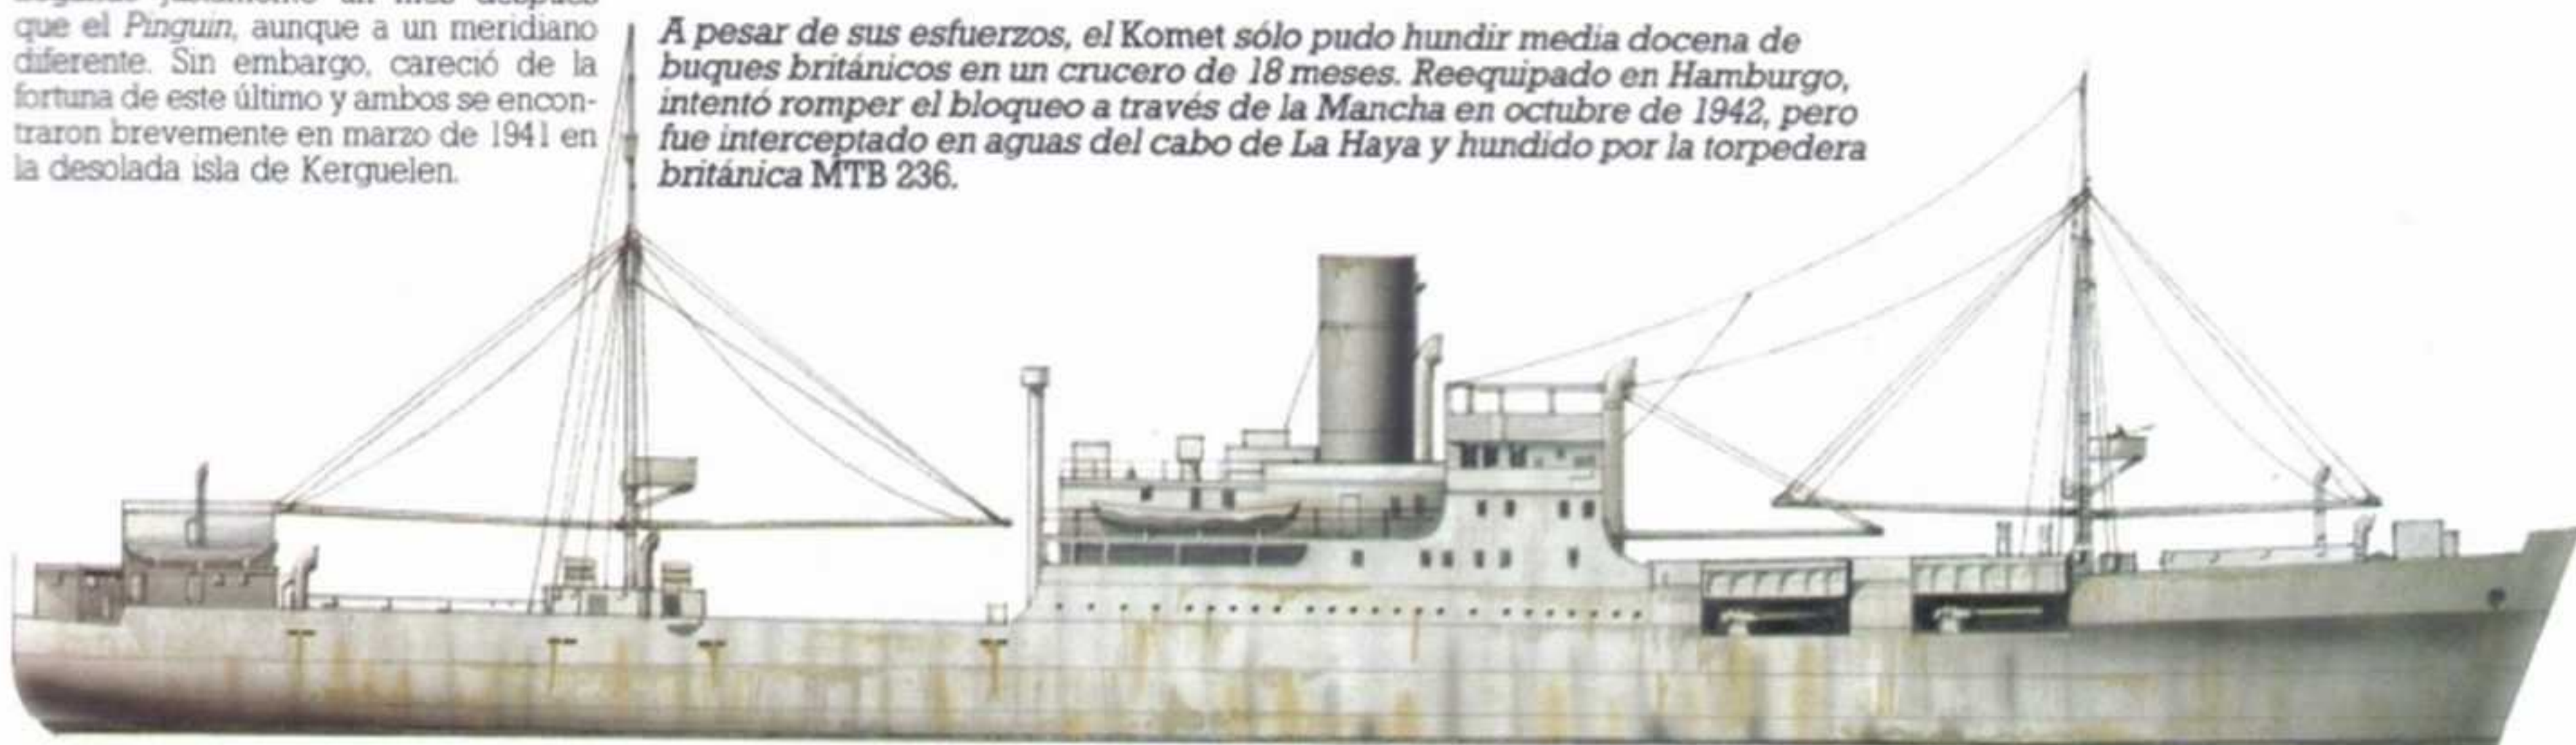 que el Pinguin, aunque a un meridiano
diferente. Sin embargo, careció de la
fortuna de este último y ambos se encon-
traron brevemente en marzo de 1941 en
la desolada isla de Kerguelen.
A pesar de sus esfuerzos, el Komet sólo pudo hundir media docena de
buques británicos en un crucero de 18 meses. Reequipado en Hamburgo,
intentó romper el bloqueo a través de la Mancha en octubre de 1942, pero
fue interceptado en aguas del cabo de La Haya y hundido por la torpedera
británica MTB 236.